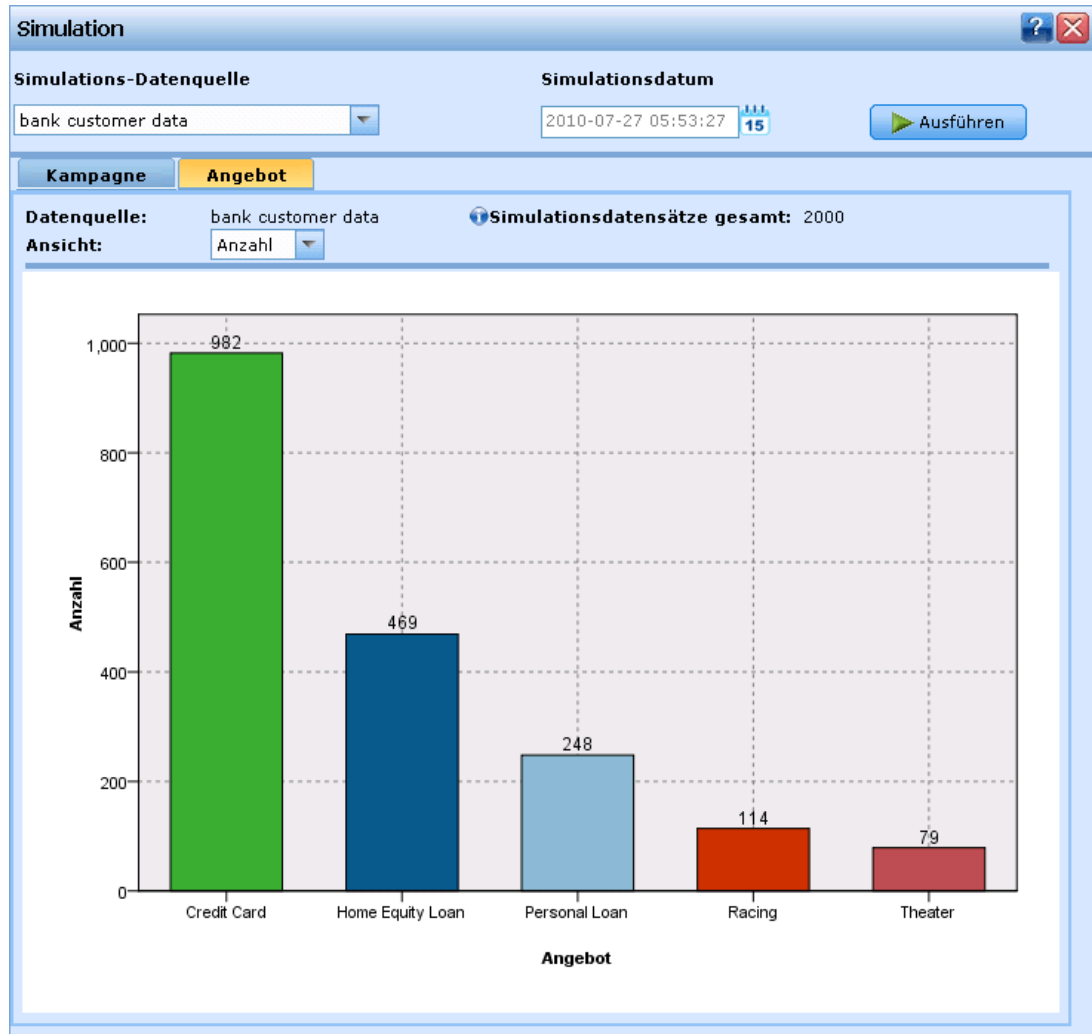 Simulation
?
Simulations-Datenquelle Simulationsdatum
bank customer data 2010-07-27 05:53:27 15 Ausführen
Kampagne Angebot
Datenquelle: bank customer data Simulationsdatensätze gesamt: 2000
Ansicht: Anzahl
1,000
800
600
400
200
0
Anzahl
982
469
248
114
79
Credit Card Home Equity Loan Personal Loan Racing Theater
Angebot